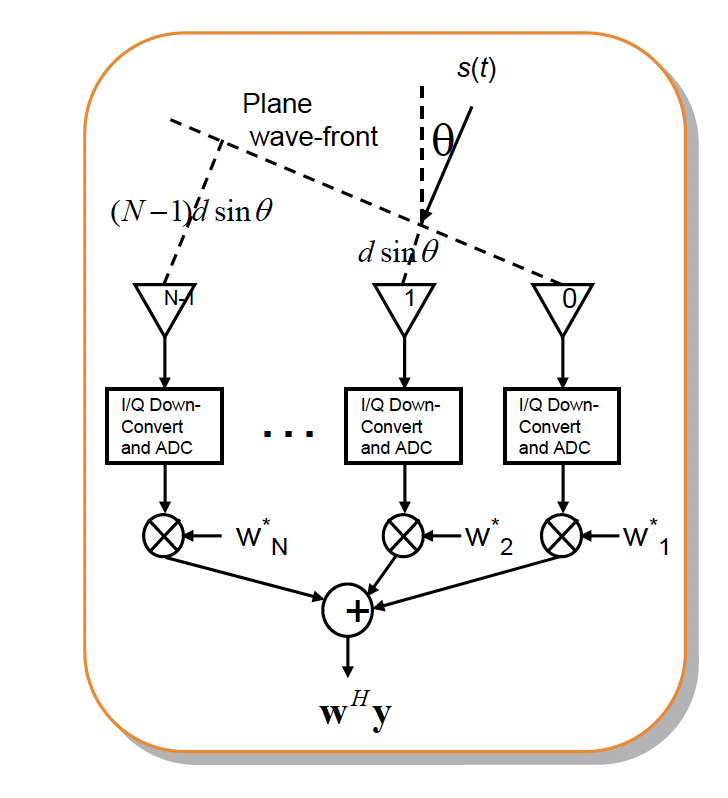 s(t)
Plane
wave-front
θ
(N−1)d sin θ
d sin θ
N-1
1
0
I/Q Down-
Convert
and ADC
...
I/Q Down-
Convert
and ADC
I/Q Down-
Convert
and ADC
W*N
W*2
W*1
+
w^H y